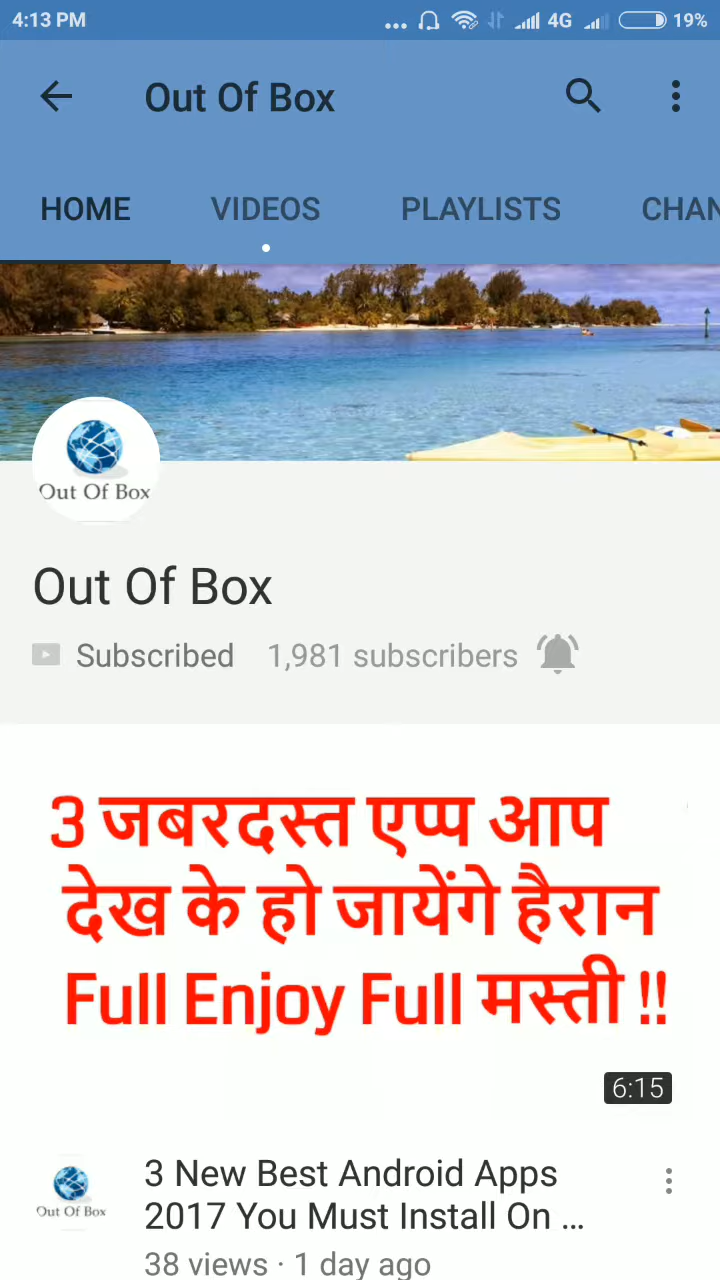 4:13 PM ... 4G 19%
Out Of Box
HOME VIDEOS PLAYLISTS CHAN
Out Of Box
Out Of Box
Subscribed 1,981 subscribers
3 जबरदस्त एप्प आप
देख के हो जायेंगे हैरान
Full Enjoy Full मस्ती !!
6:15
3 New Best Android Apps
Out Of Box
2017 You Must Install On ...
38 views · 1 day ago